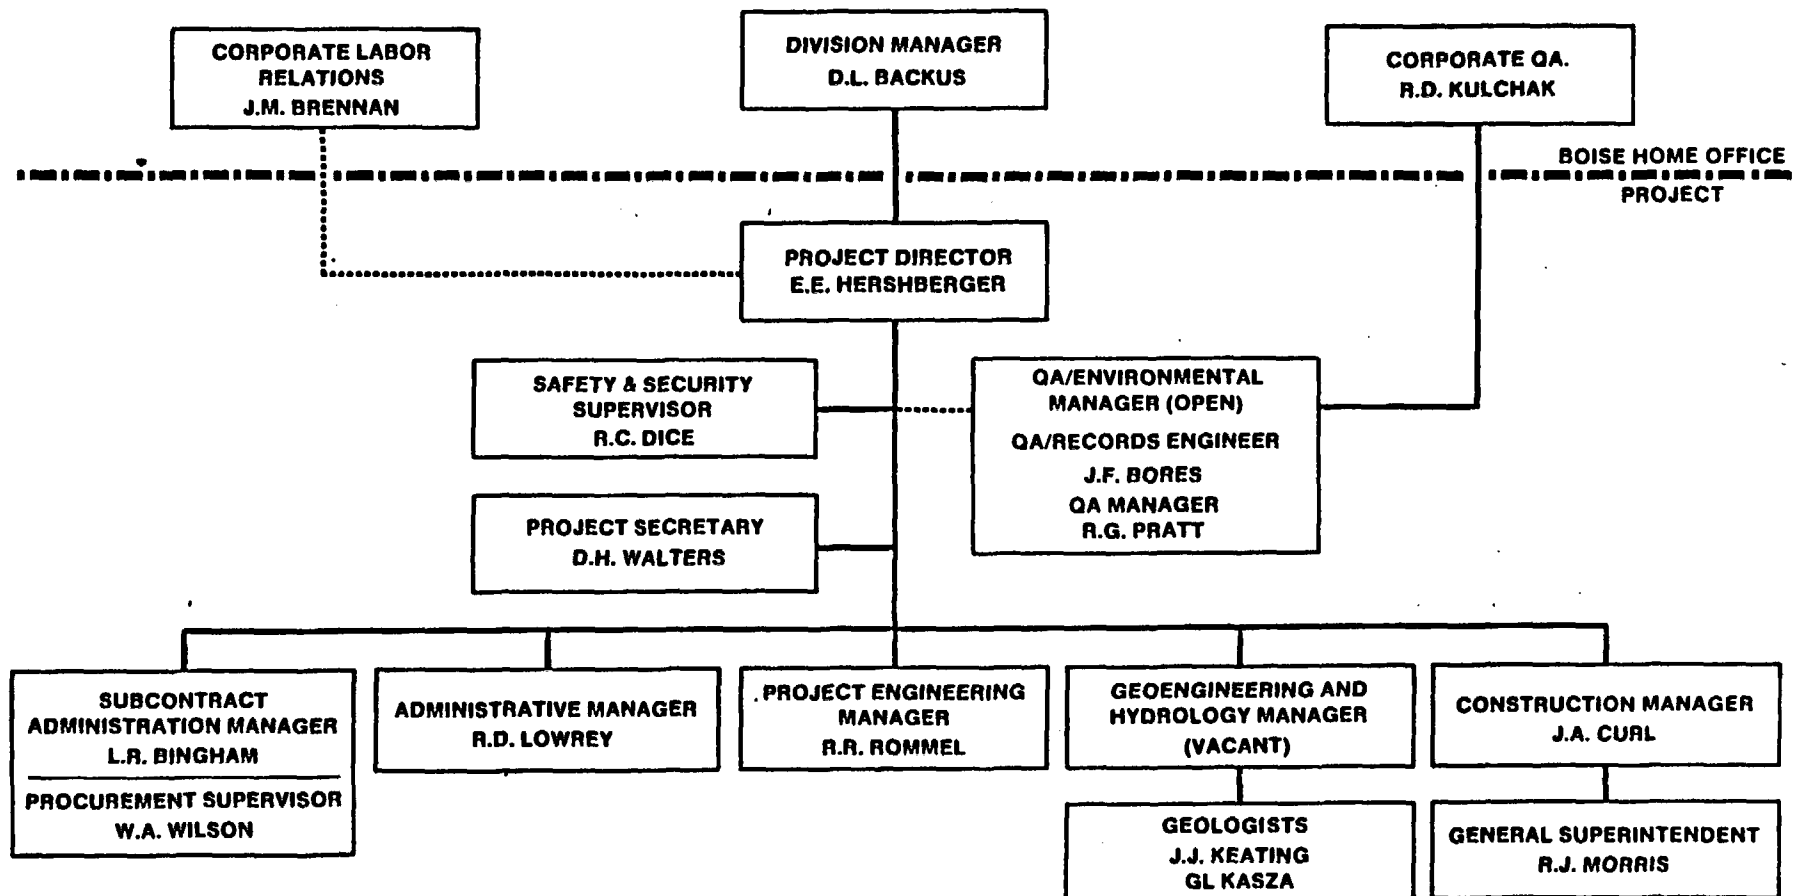 CORPORATE LABOR
RELATIONS
J.M. BRENNAN
DIVISION MANAGER
D.L. BACKUS
CORPORATE QA.
R.D. KULCHAK
BOISE HOME OFFICE
PROJECT
PROJECT DIRECTOR
E.E. HERSHBERGER
SAFETY & SECURITY
SUPERVISOR
R.C. DICE
QA/ENVIRONMENTAL
MANAGER (OPEN)
QA/RECORDS ENGINEER
J.F. BORES
QA MANAGER
R.G. PRATT
PROJECT SECRETARY
D.H. WALTERS
SUBCONTRACT
ADMINISTRATION MANAGER
L.R. BINGHAM
PROCUREMENT SUPERVISOR
W.A. WILSON
ADMINISTRATIVE MANAGER
R.D. LOWREY
PROJECT ENGINEERING
MANAGER
R.R. ROMMEL
GEOENGINEERING AND
HYDROLOGY MANAGER
(VACANT)
GEOLOGISTS
J.J. KEATING
GL KASZA
CONSTRUCTION MANAGER
J.A. CURL
GENERAL SUPERINTENDENT
R.J. MORRIS